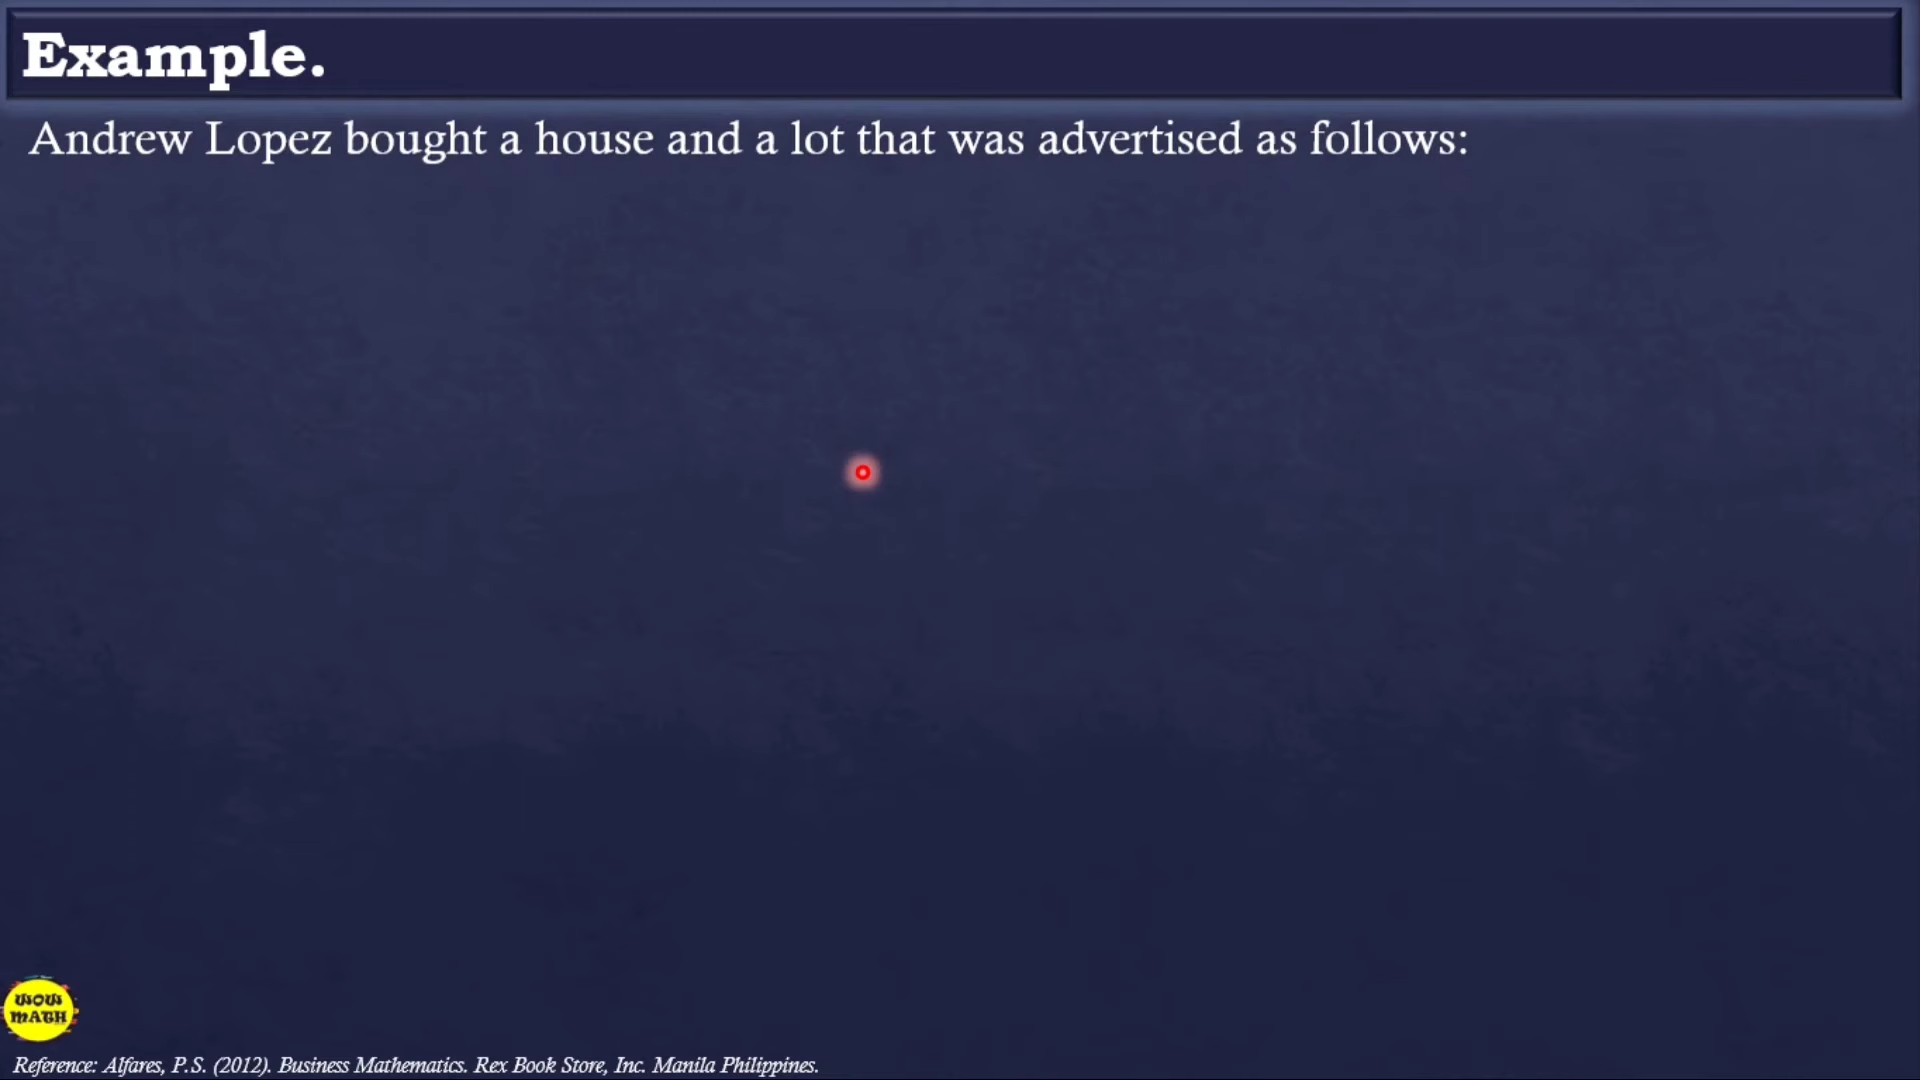 Example.
Andrew Lopez bought a house and a lot that was advertised as follows:
WOW
MATH
Reference: Alfares, P.S. (2012). Business Mathematics. Rex Book Store, Inc. Manila Philippines.